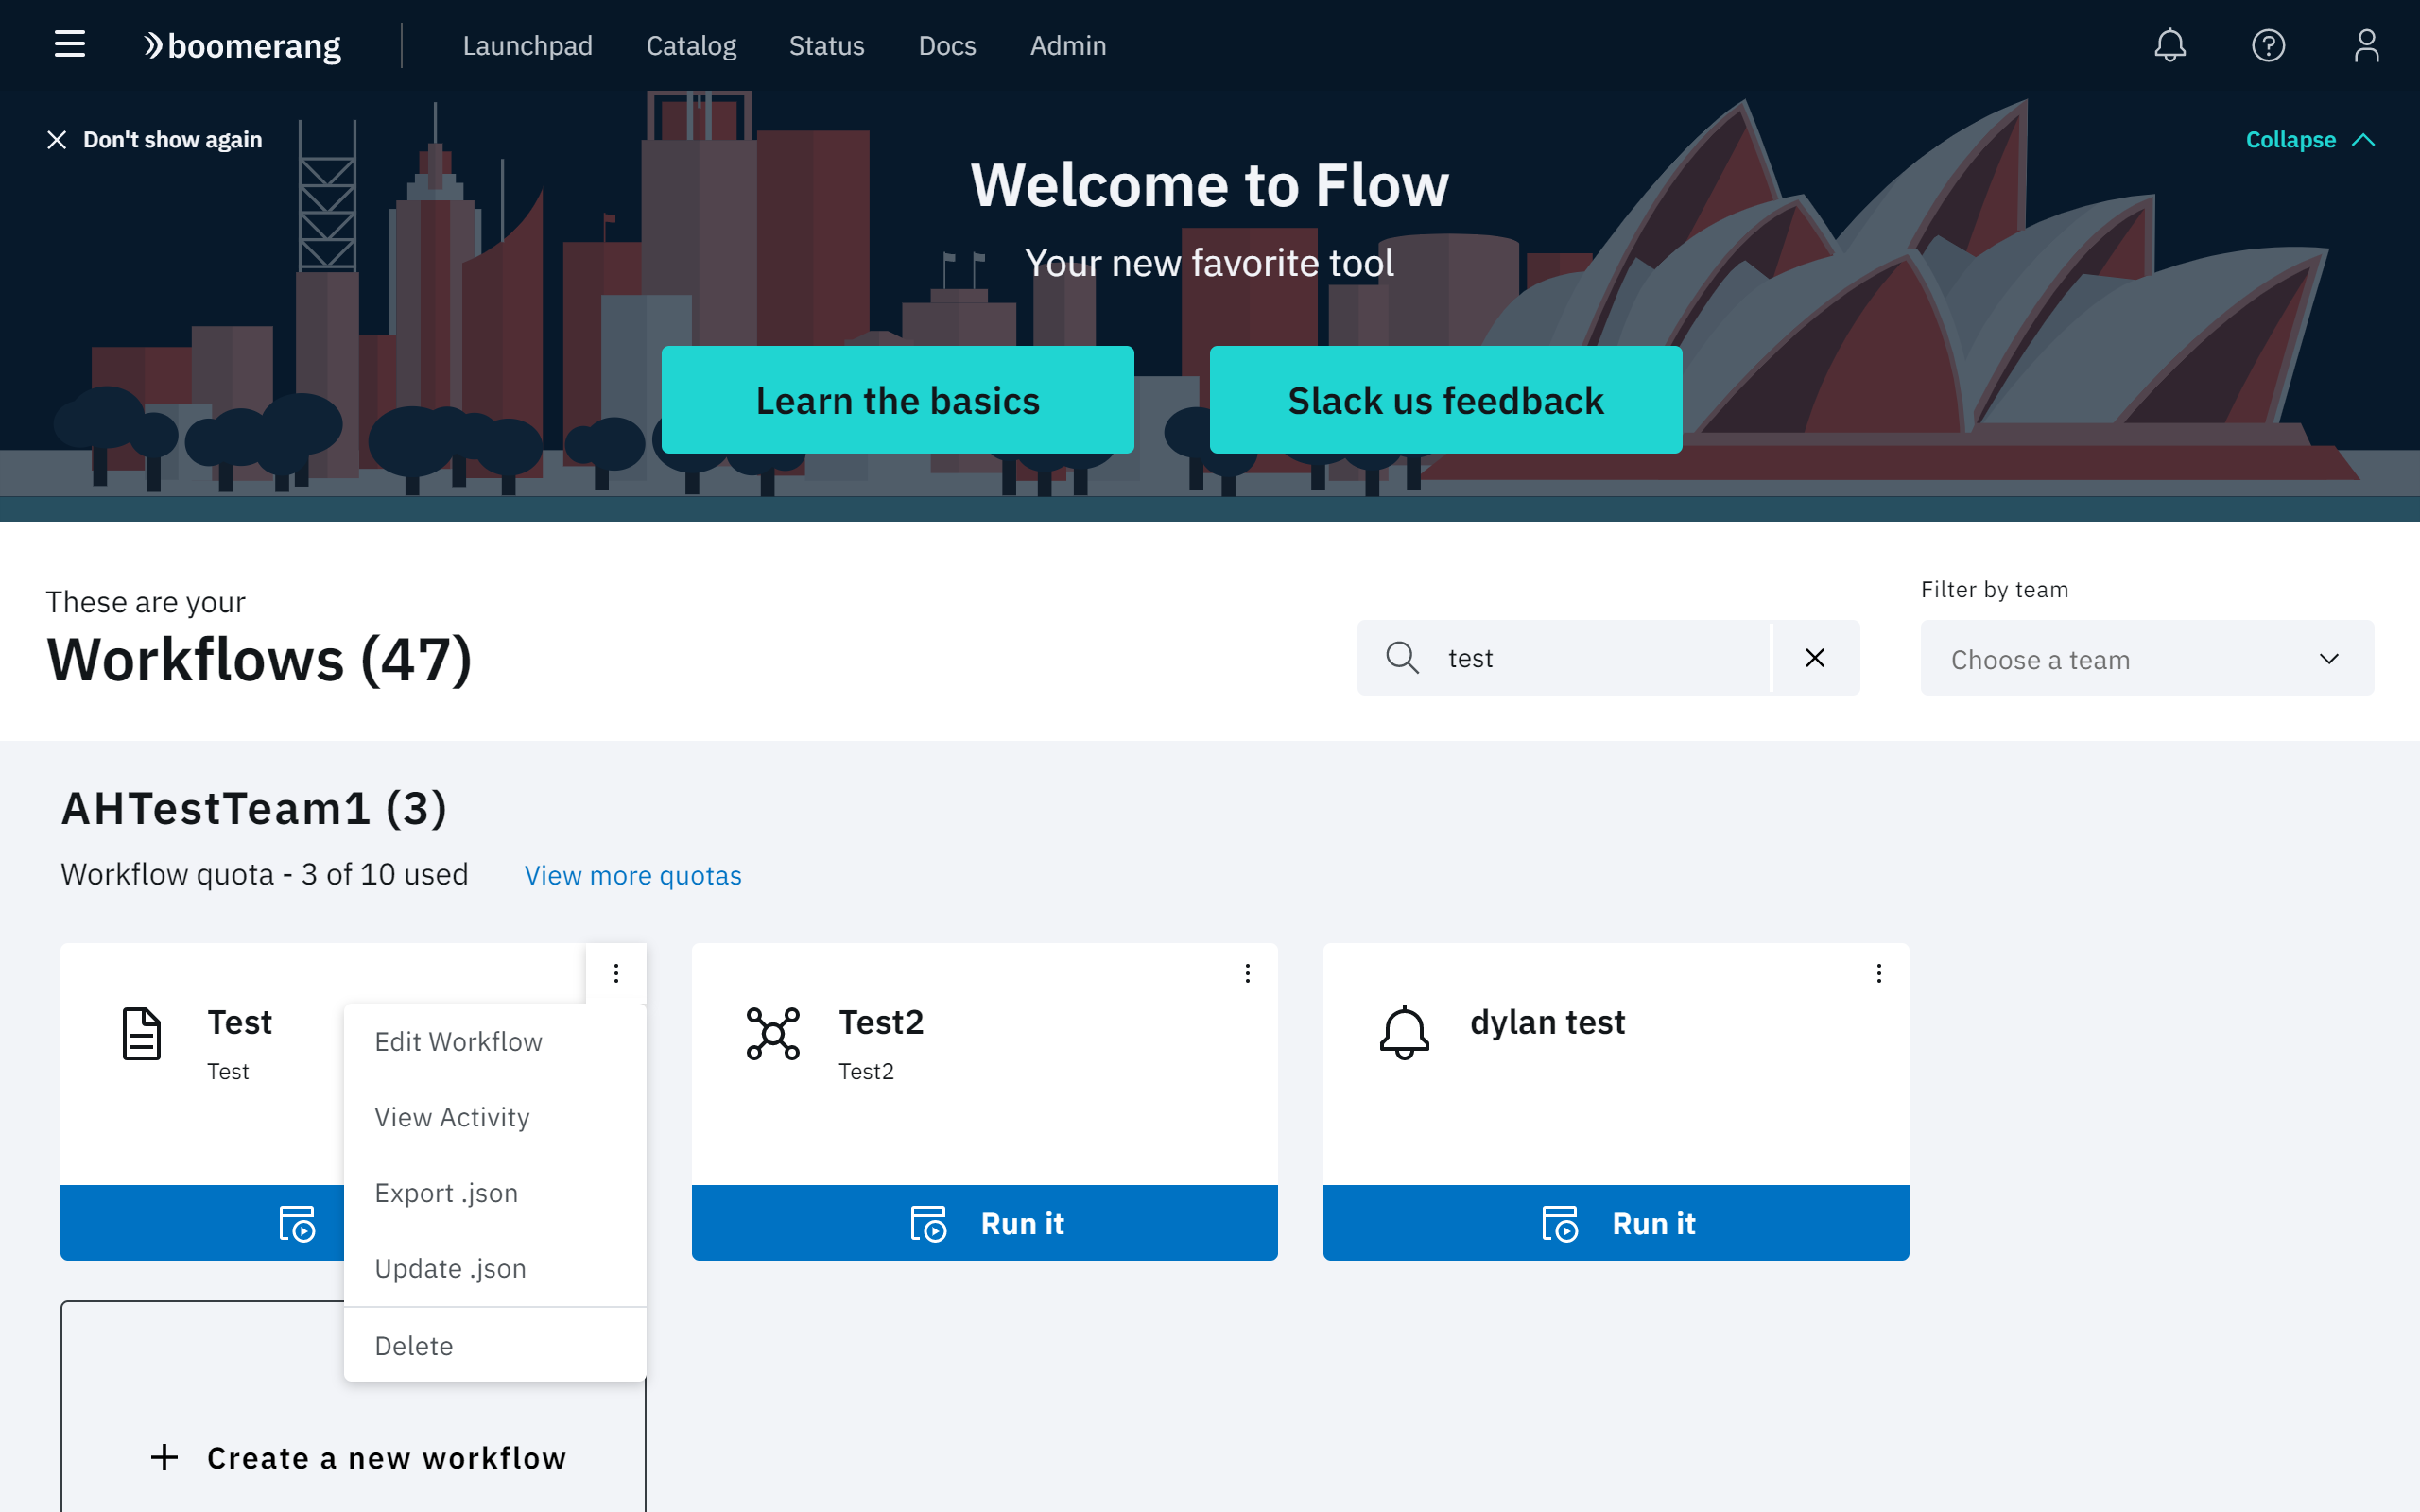 boomerang
Launchpad Catalog Status Docs Admin
Don't show again
Collapse
Welcome to Flow
Your new favorite tool
Learn the basics
Slack us feedback
These are your
Workflows (47)
test
Filter by team
Choose a team
AHTestTeam1 (3)
Workflow quota - 3 of 10 used
View more quotas
Test
Test
Edit Workflow
View Activity
Export .json
Update .json
Delete
Test2
Test2
Run it
dylan test
Run it
Create a new workflow